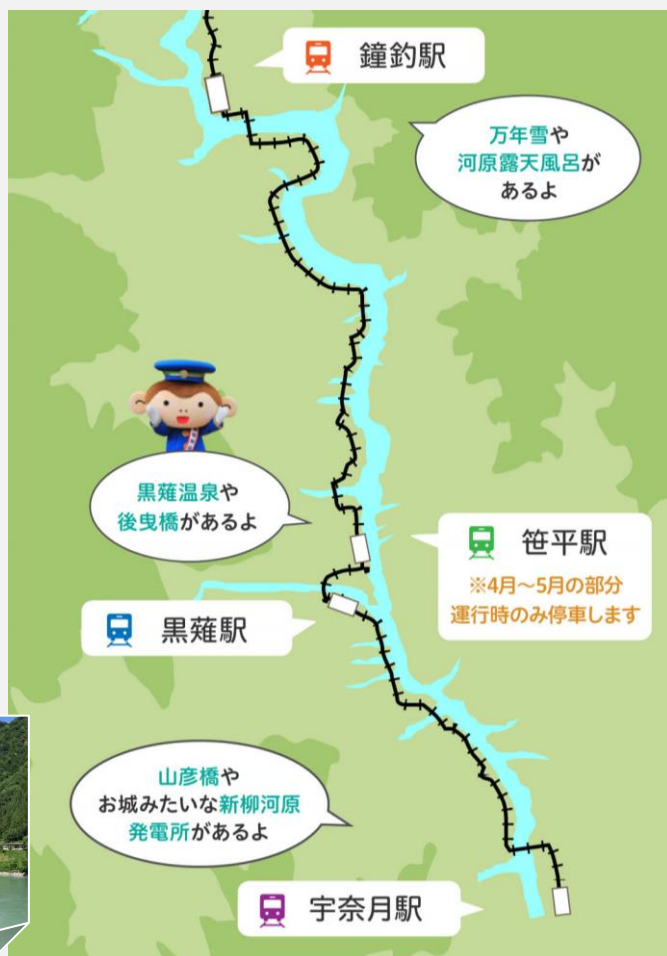 鐘釣駅
万年雪や
河原露天風呂が
あるよ
黒薙温泉や
後曳橋があるよ
笹平駅
※4月～5月の部分
運行時のみ停車します
黒薙駅
山彦橋や
お城みたいな新柳河原
発電所があるよ
宇奈月駅